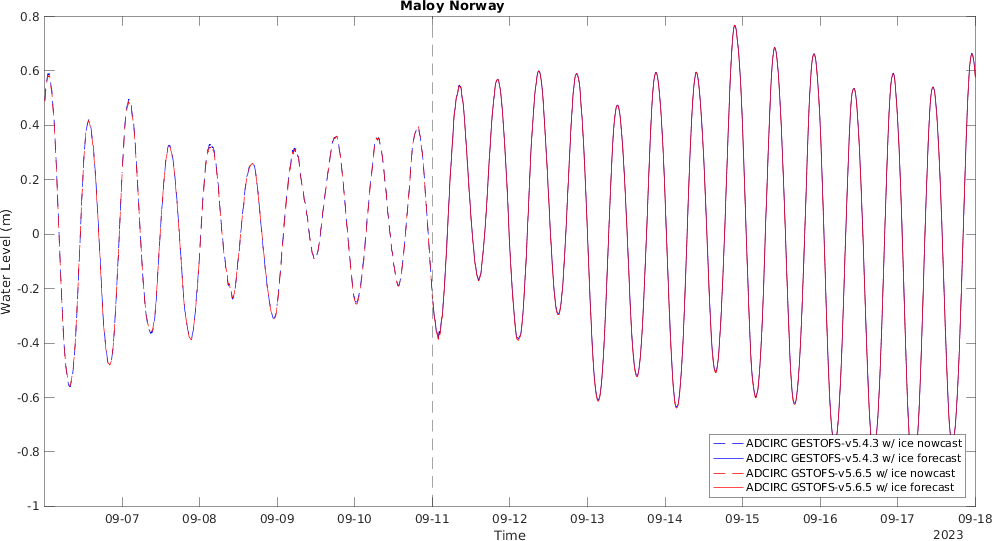 Maloy Norway
Water Level (m)
0.8
0.6
0.4
0.2
0
-0.2
-0.4
-0.6
-0.8
-1
ADCIRC GESTOFS-v5.4.3 w/ ice nowcast
ADCIRC GESTOFS-v5.4.3 w/ ice forecast
ADCIRC GSTOFS-v5.6.5 w/ ice nowcast
ADCIRC GSTOFS-v5.6.5 w/ ice forecast
09-07 09-08 09-09 09-10 09-11 09-12 09-13 09-14 09-15 09-16 09-17 09-18
Time
2023